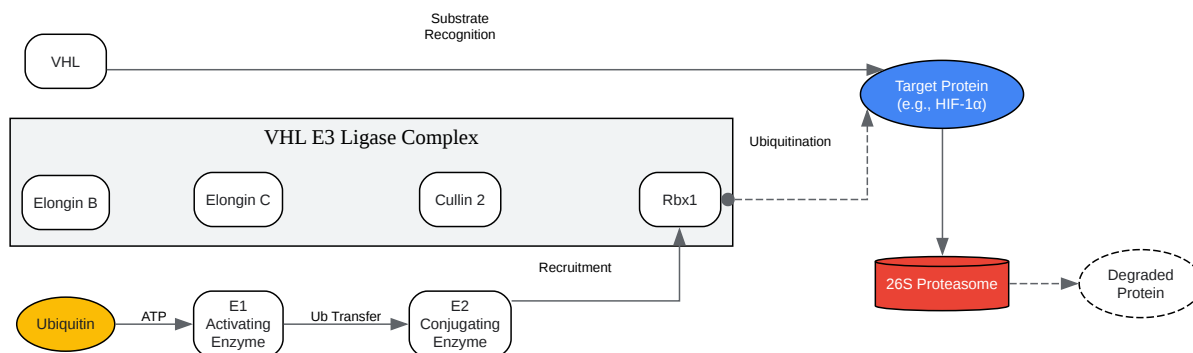 Substrate
Recognition
VHL
Target Protein
(e.g., HIF-1α)
VHL E3 Ligase Complex
Ubiquitination
Elongin B
Elongin C
Cullin 2
Rbx1
Recruitment
26S Proteasome
Degraded
Protein
Ubiquitin
ATP
E1
Activating
Enzyme
Ub Transfer
E2
Conjugating
Enzyme